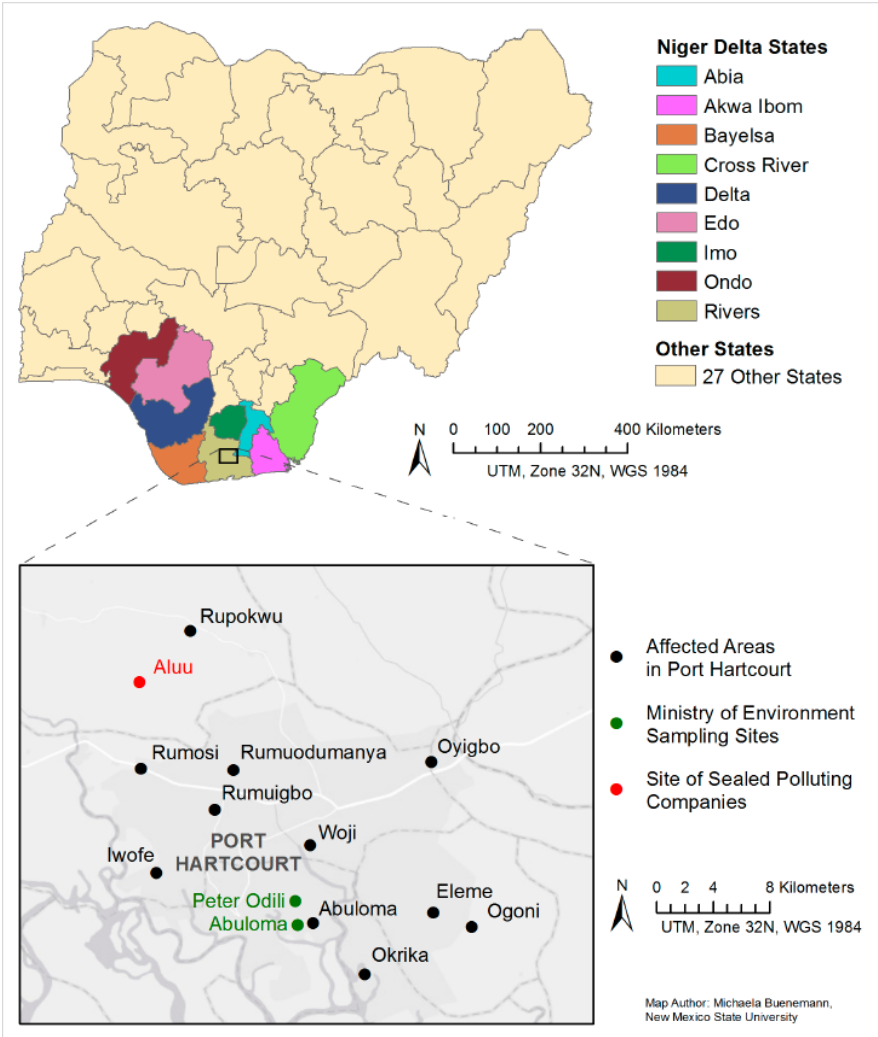 Niger Delta States
Abia
Akwa Ibom
Bayelsa
Cross River
Delta
Edo
Imo
Ondo
Rivers
Other States
27 Other States
N
0 100 200 400 Kilometers
UTM, Zone 32N, WGS 1984
Rupokwu
Aluu
Rumosi
Rumuodumanya
Oyigbo
Rumuigbo
Woji
PORT
HARTCOURT
Iwofe
Peter Odili
Abuloma
Abuloma
Eleme
Ogoni
Okrika
Affected Areas
in Port Hartcourt
Ministry of Environment
Sampling Sites
Site of Sealed Polluting
Companies
N
0 2 4 8 Kilometers
UTM, Zone 32N, WGS 1984
Map Author: Michaela Buenemann,
New Mexico State University